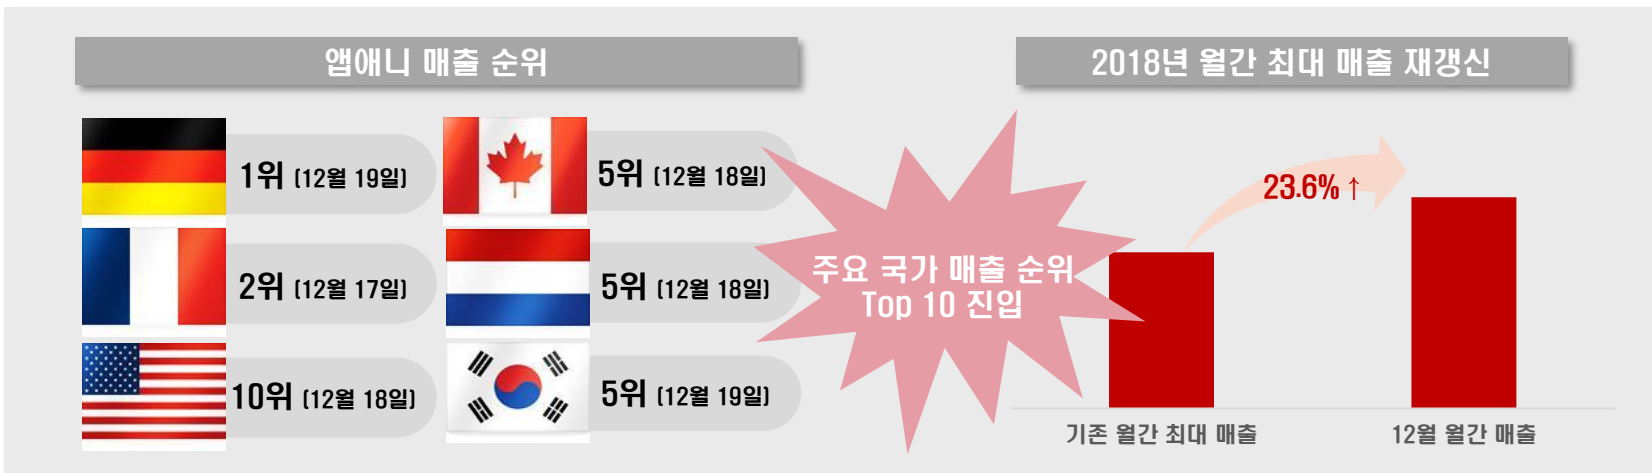 앱애니 매출 순위
1위 (12월 19일)
5위 (12월 18일)
2위 (12월 17일)
5위 (12월 18일)
10위 (12월 18일)
5위 (12월 19일)
주요 국가 매출 순위
Top 10 진입
2018년 월간 최대 매출 재갱신
23.6% ↑
기존 월간 최대 매출
12월 월간 매출